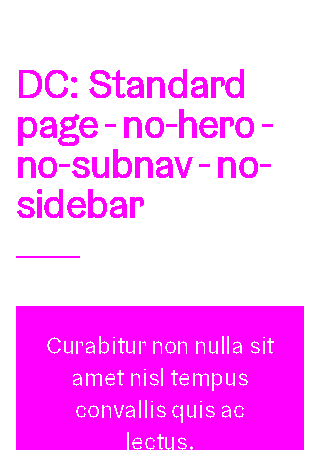 DC: Standard
page - no-hero -
no-subnav - no-
sidebar
Curabitur non nulla sit
amet nisl tempus
convallis quis ac
lectus.